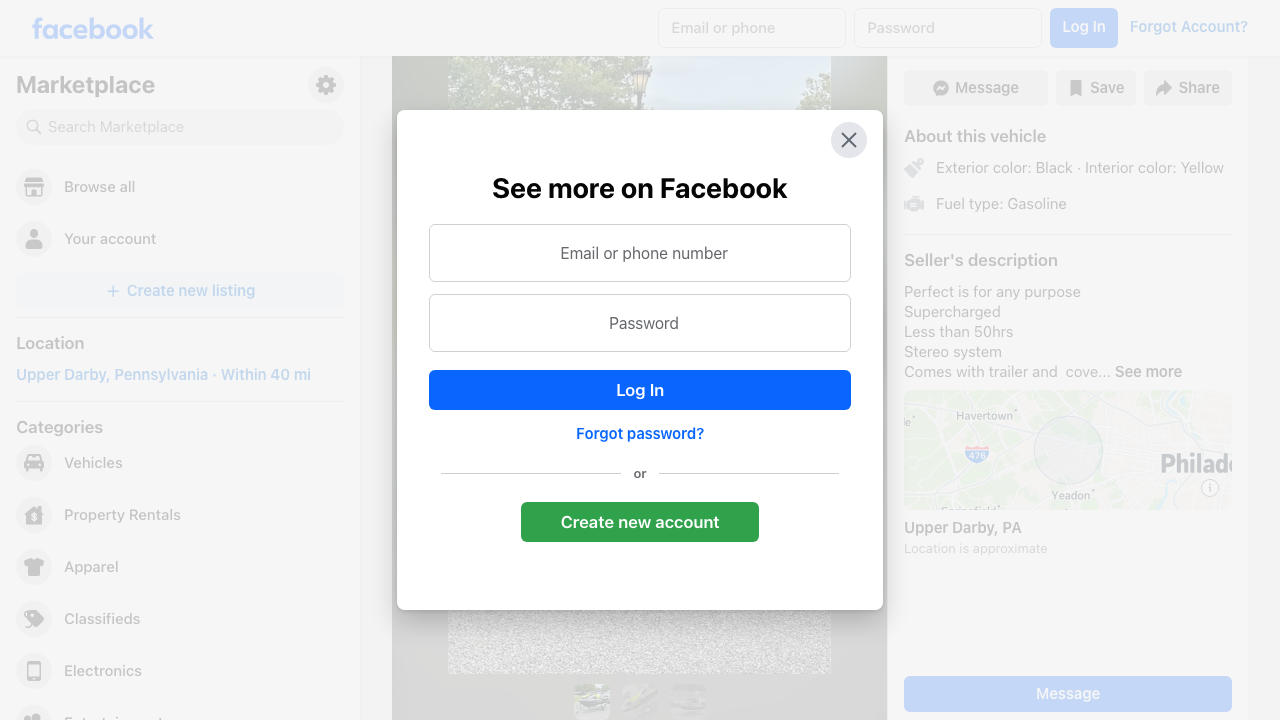 facebook
Email or phone
Password
Log In
Forgot Account?
Marketplace
Search Marketplace
Browse all
Your account
Create new listing
Location
Upper Darby, Pennsylvania · Within 40 mi
Categories
Vehicles
Property Rentals
Apparel
Classifieds
Electronics
See more on Facebook
Email or phone number
Password
Log In
Forgot password?
or
Create new account
Message
Save
Share
About this vehicle
Exterior color: Black · Interior color: Yellow
Fuel type: Gasoline
Seller's description
Perfect is for any purpose
Supercharged
Less than 50hrs
Stereo system
Comes with trailer and  cove... See more
Havertown
476
Yeadon
Upper Darby, PA
Location is approximate
Message